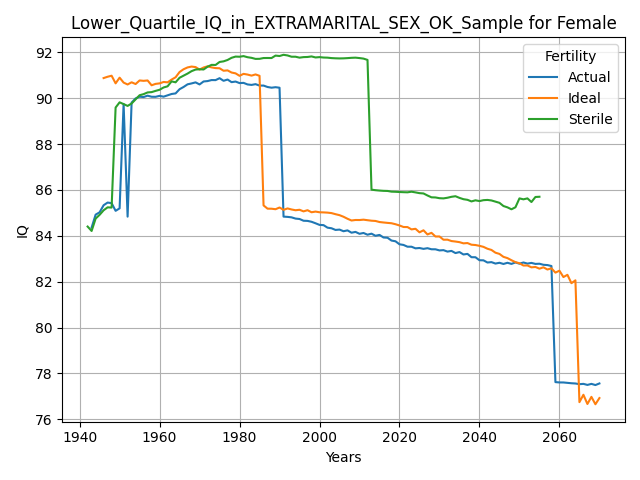 Lower_Quartile_IQ_in_EXTRAMARITAL_SEX_OK_Sample for Female
Fertility
Actual
Ideal
Sterile
92
90
88
86
84
82
80
78
76
IQ
1940 1960 1980 2000 2020 2040 2060
Years